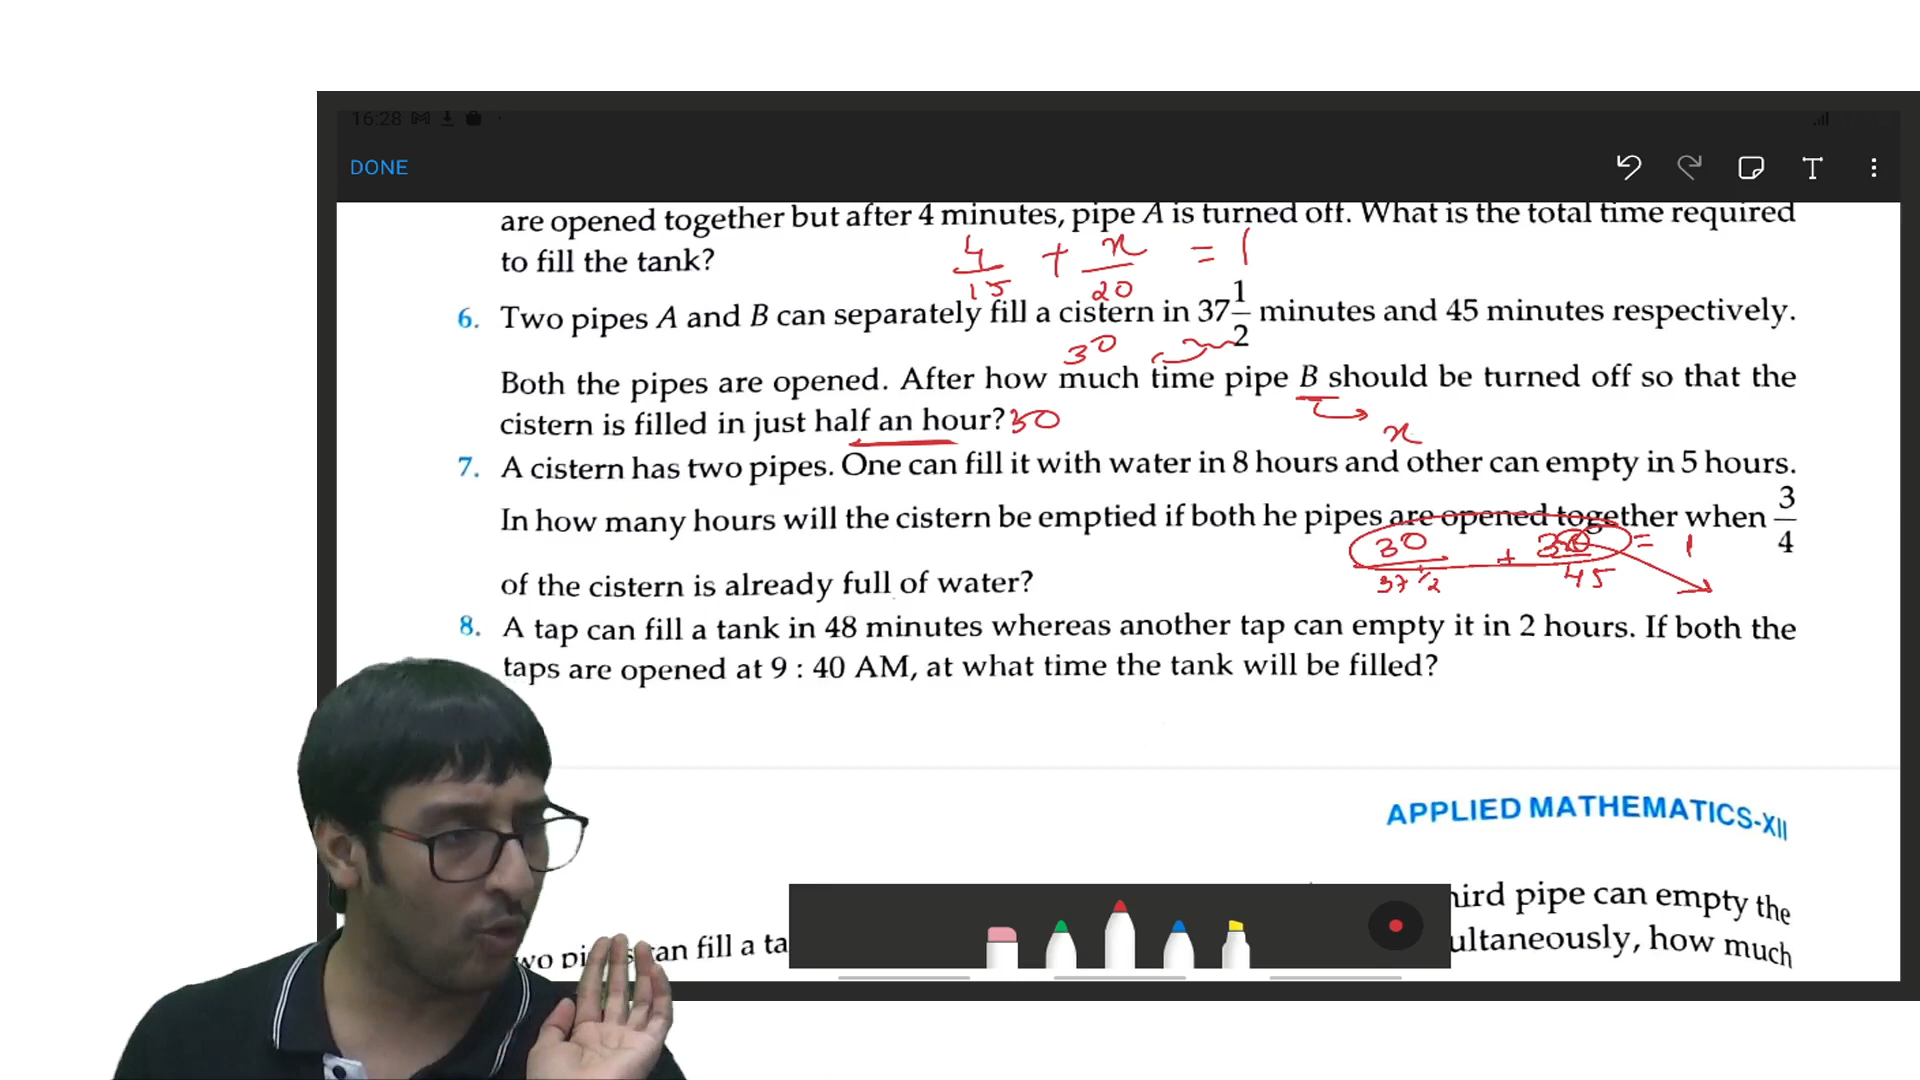 16:28
DONE
T
are opened together but after 4 minutes, pipe A is turned off. What is the total time required
to fill the tank?
4/15 + x/20 = 1
6. Two pipes A and B can separately fill a cistern in 37 1/2 minutes and 45 minutes respectively.
30
Both the pipes are opened. After how much time pipe B should be turned off so that the
cistern is filled in just half an hour? 30
x
7. A cistern has two pipes. One can fill it with water in 8 hours and other can empty in 5 hours.
In how many hours will the cistern be emptied if both he pipes are opened together when 3/4
30/37 1/2 + 30/45 = 1
of the cistern is already full of water?
8. A tap can fill a tank in 48 minutes whereas another tap can empty it in 2 hours. If both the
taps are opened at 9 : 40 AM, at what time the tank will be filled?
APPLIED MATHEMATICS-XII
hird pipe can empty the
wo pi can fill a ta
ultaneously, how much